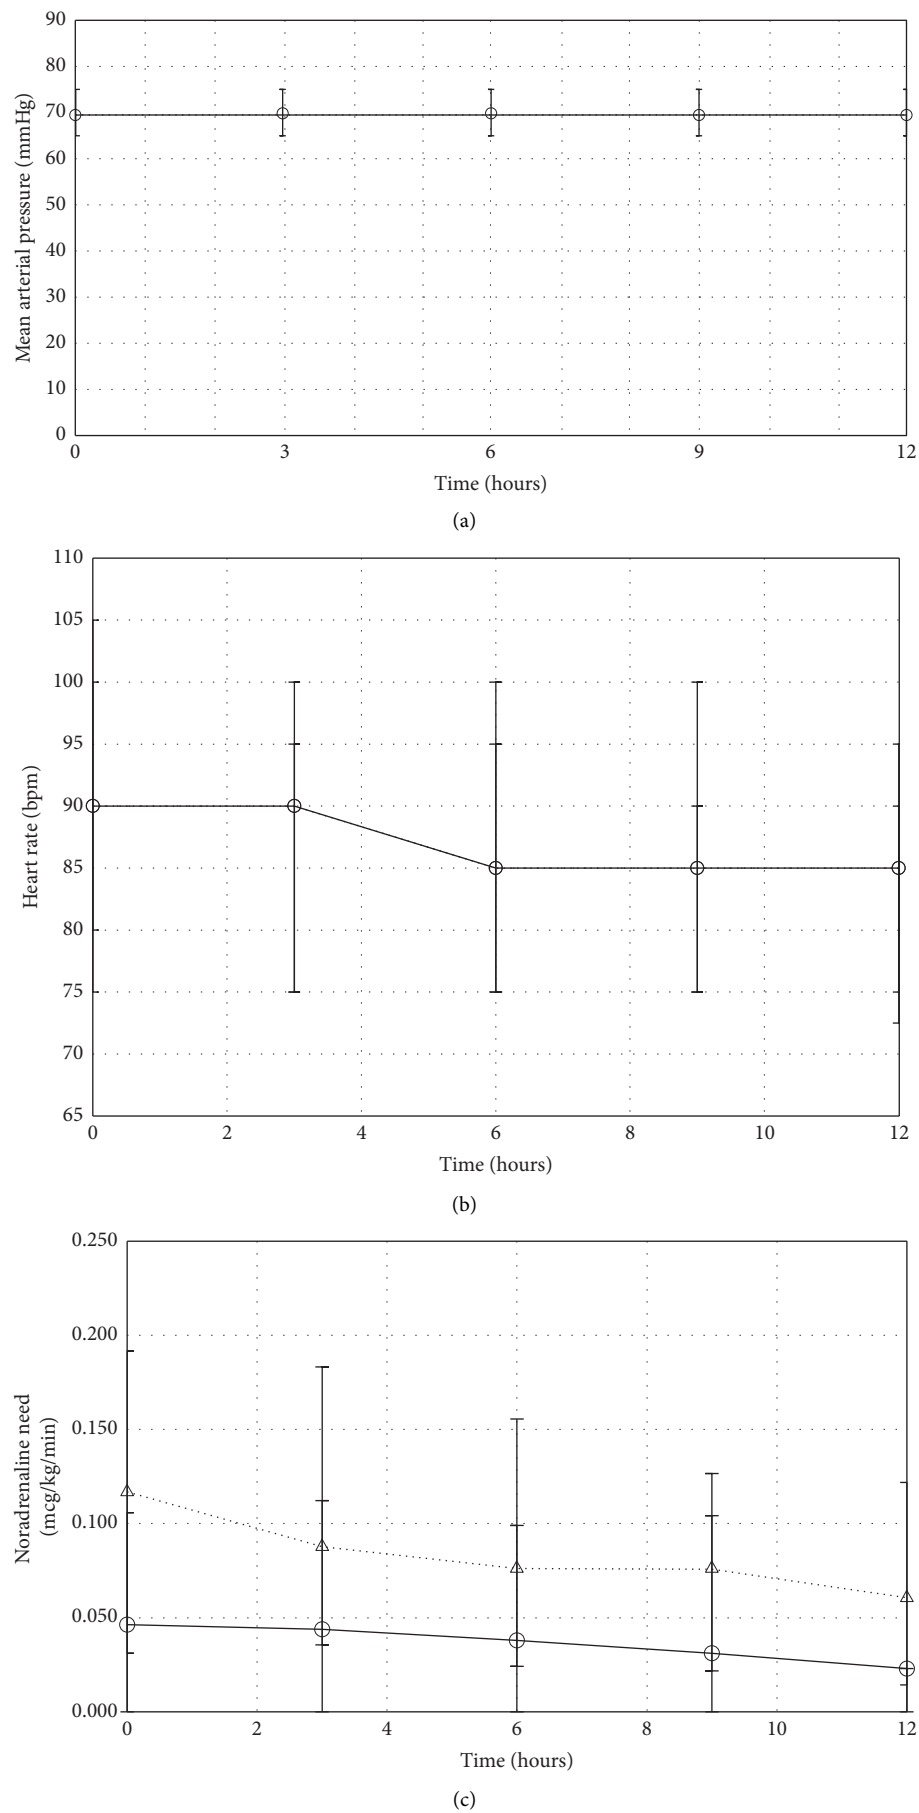 90
80
70
60
50
40
30
20
10
0
Mean arterial pressure (mmHg)
0 3 6 9 12
Time (hours)
(a)
110
105
100
95
90
85
80
75
70
65
Heart rate (bpm)
0 2 4 6 8 10 12
Time (hours)
(b)
0.250
0.200
0.150
0.100
0.050
0.000
Noradrenaline need
(mcg/kg/min)
0 2 4 6 8 10 12
Time (hours)
(c)